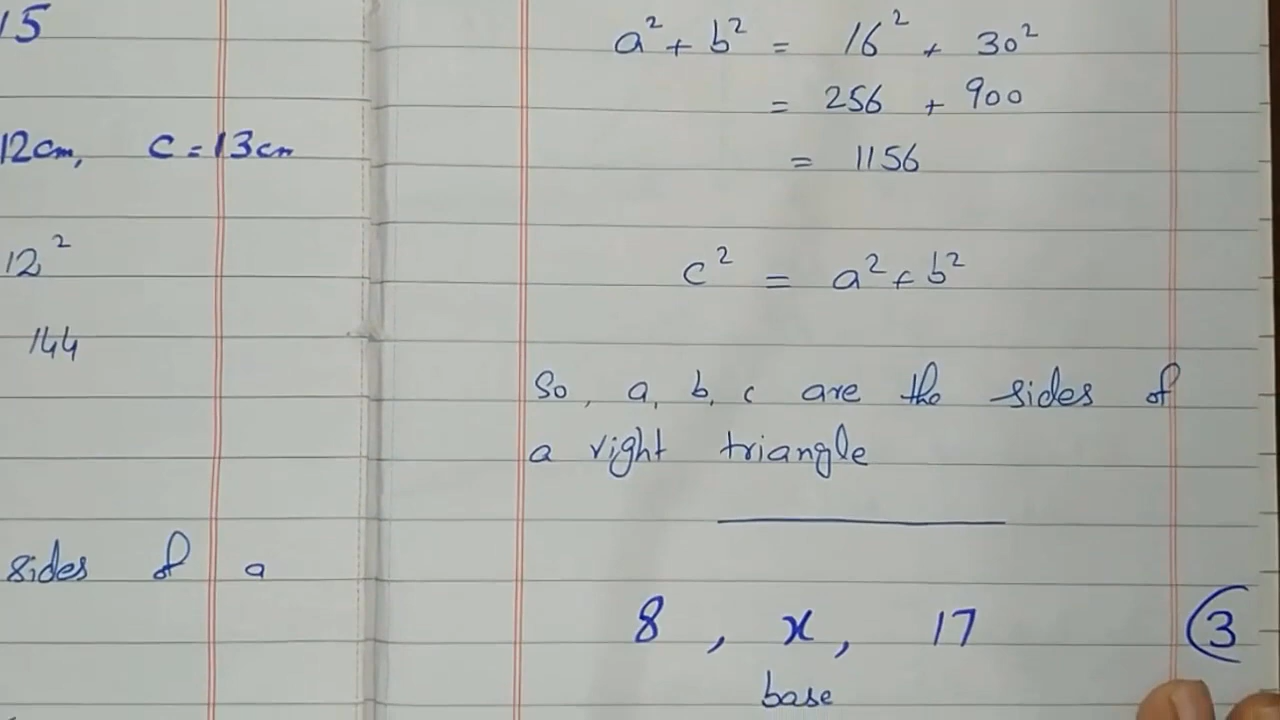 15
12cm, c = 13cm
12²
144
sides of a
a² + b² = 16² + 30²
= 256 + 900
= 1156
c² = a² + b²
So, a, b, c are the sides of
a right triangle
8, x, 17 3
base